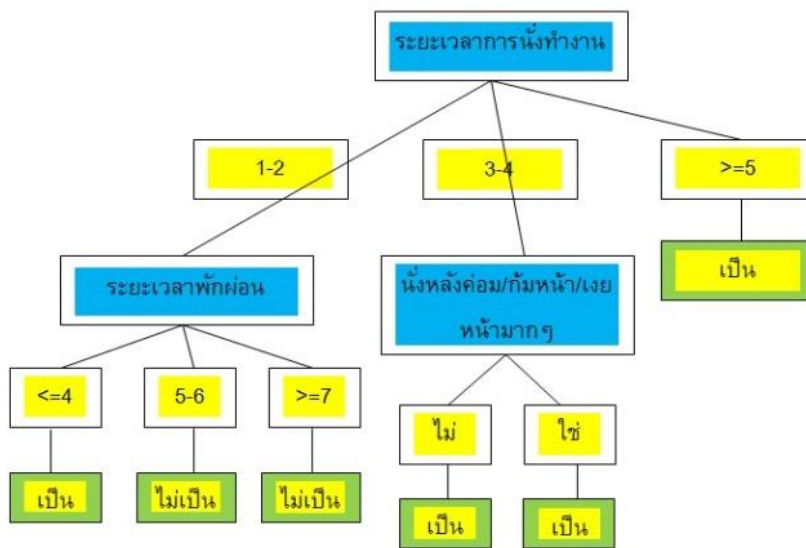 ระยะเวลาการนั่งทำงาน
1-2
3-4
>=5
ระยะเวลาพักผ่อน
นั่งหลังค่อม/ก้มหน้า/เงย
หน้ามากๆ
เป็น
<=4
5-6
>=7
ไม่
ใช่
เป็น
ไม่เป็น
ไม่เป็น
เป็น
เป็น